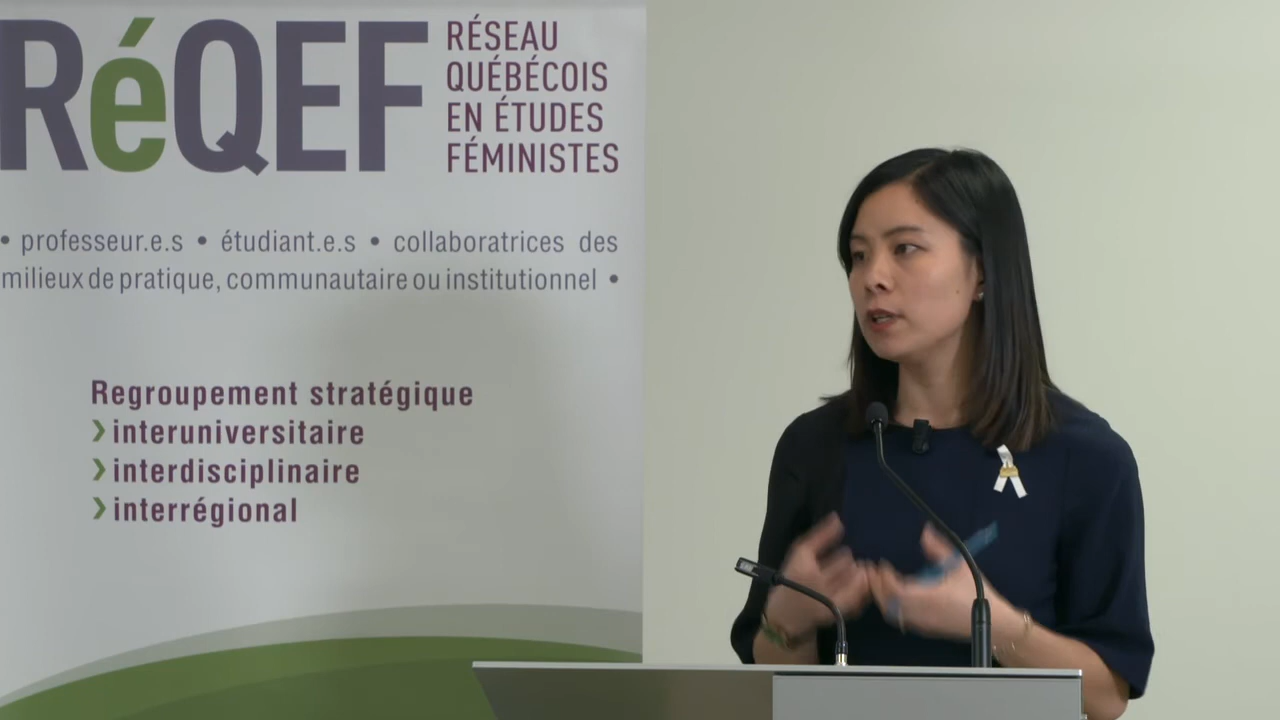 RéQEF
RÉSEAU
QUÉBÉCOIS
EN ÉTUDES
FÉMINISTES
• professeur.e.s • étudiant.e.s • collaboratrices des
milieux de pratique, communautaire ou institutionnel •
Regroupement stratégique
› interuniversitaire
› interdisciplinaire
› interrégional